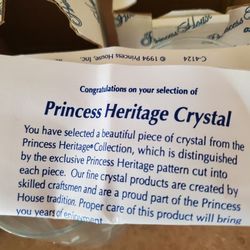 Princess House
© 1994 Princess House, Inc.
C-4124
Congratulations on your selection of
Princess Heritage Crystal
You have selected a beautiful piece of crystal from the
Princess Heritage® Collection, which is distinguished
by the exclusive Princess Heritage pattern cut into
each piece. Our fine crystal products are created by
skilled craftsmen and are a proud part of the Princess
House tradition. Proper care of this product will bring
you years of enjoyment